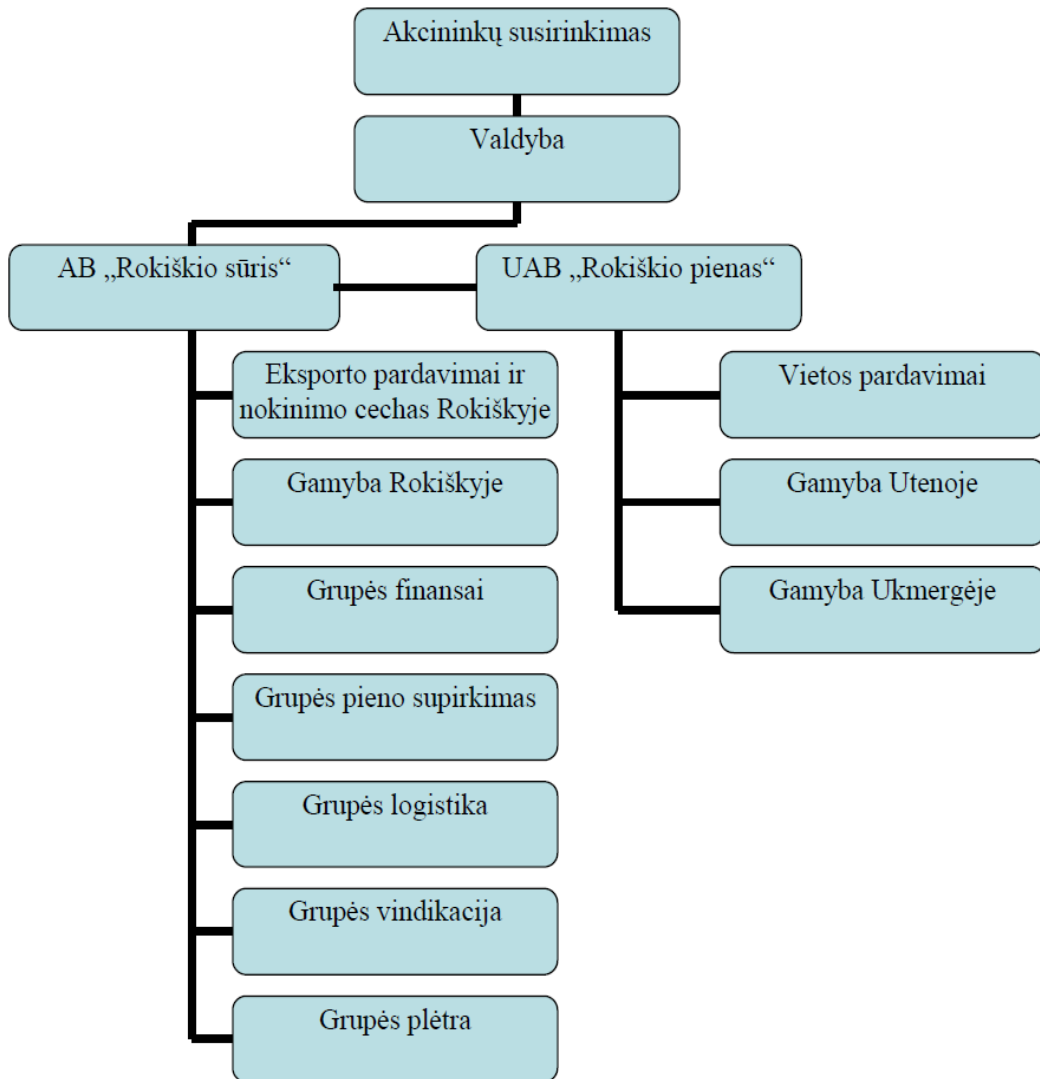 Akcininkų susirinkimas
Valdyba
AB „Rokiškio sūris“
UAB „Rokiškio pienas“
Eksporto pardavimai ir
nokinimo cechas Rokiškyje
Gamyba Rokiškyje
Grupės finansai
Grupės pieno supirkimas
Grupės logistika
Grupės vindikacija
Grupės plėtra
Vietos pardavimai
Gamyba Utenoje
Gamyba Ukmergėje